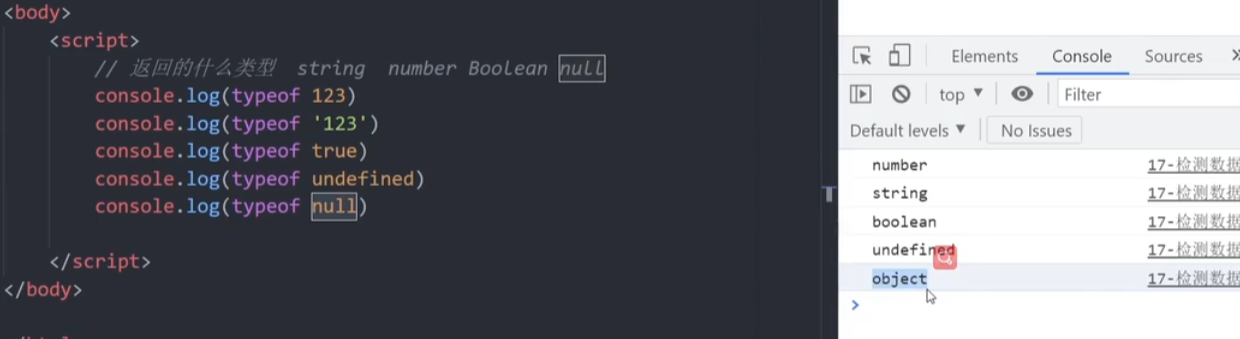 <body>
<script>
// 返回的什么类型 string number Boolean null
console.log(typeof 123)
console.log(typeof '123')
console.log(typeof true)
console.log(typeof undefined)
console.log(typeof null)
</script>
</body>
Elements Console Sources
top Filter
Default levels No Issues
number 17-检测数据
string 17-检测数据
boolean 17-检测数据
undefined 17-检测数据
object 17-检测数据